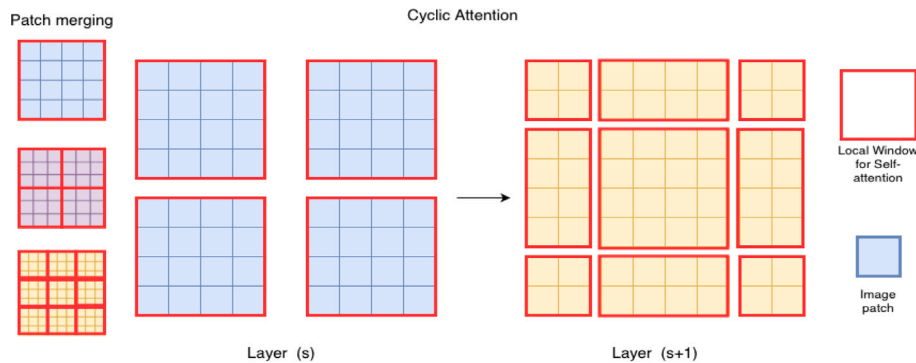 Patch merging
Cyclic Attention
Local Window
for Self-
attention
Image
patch
Layer (s)
Layer (s+1)